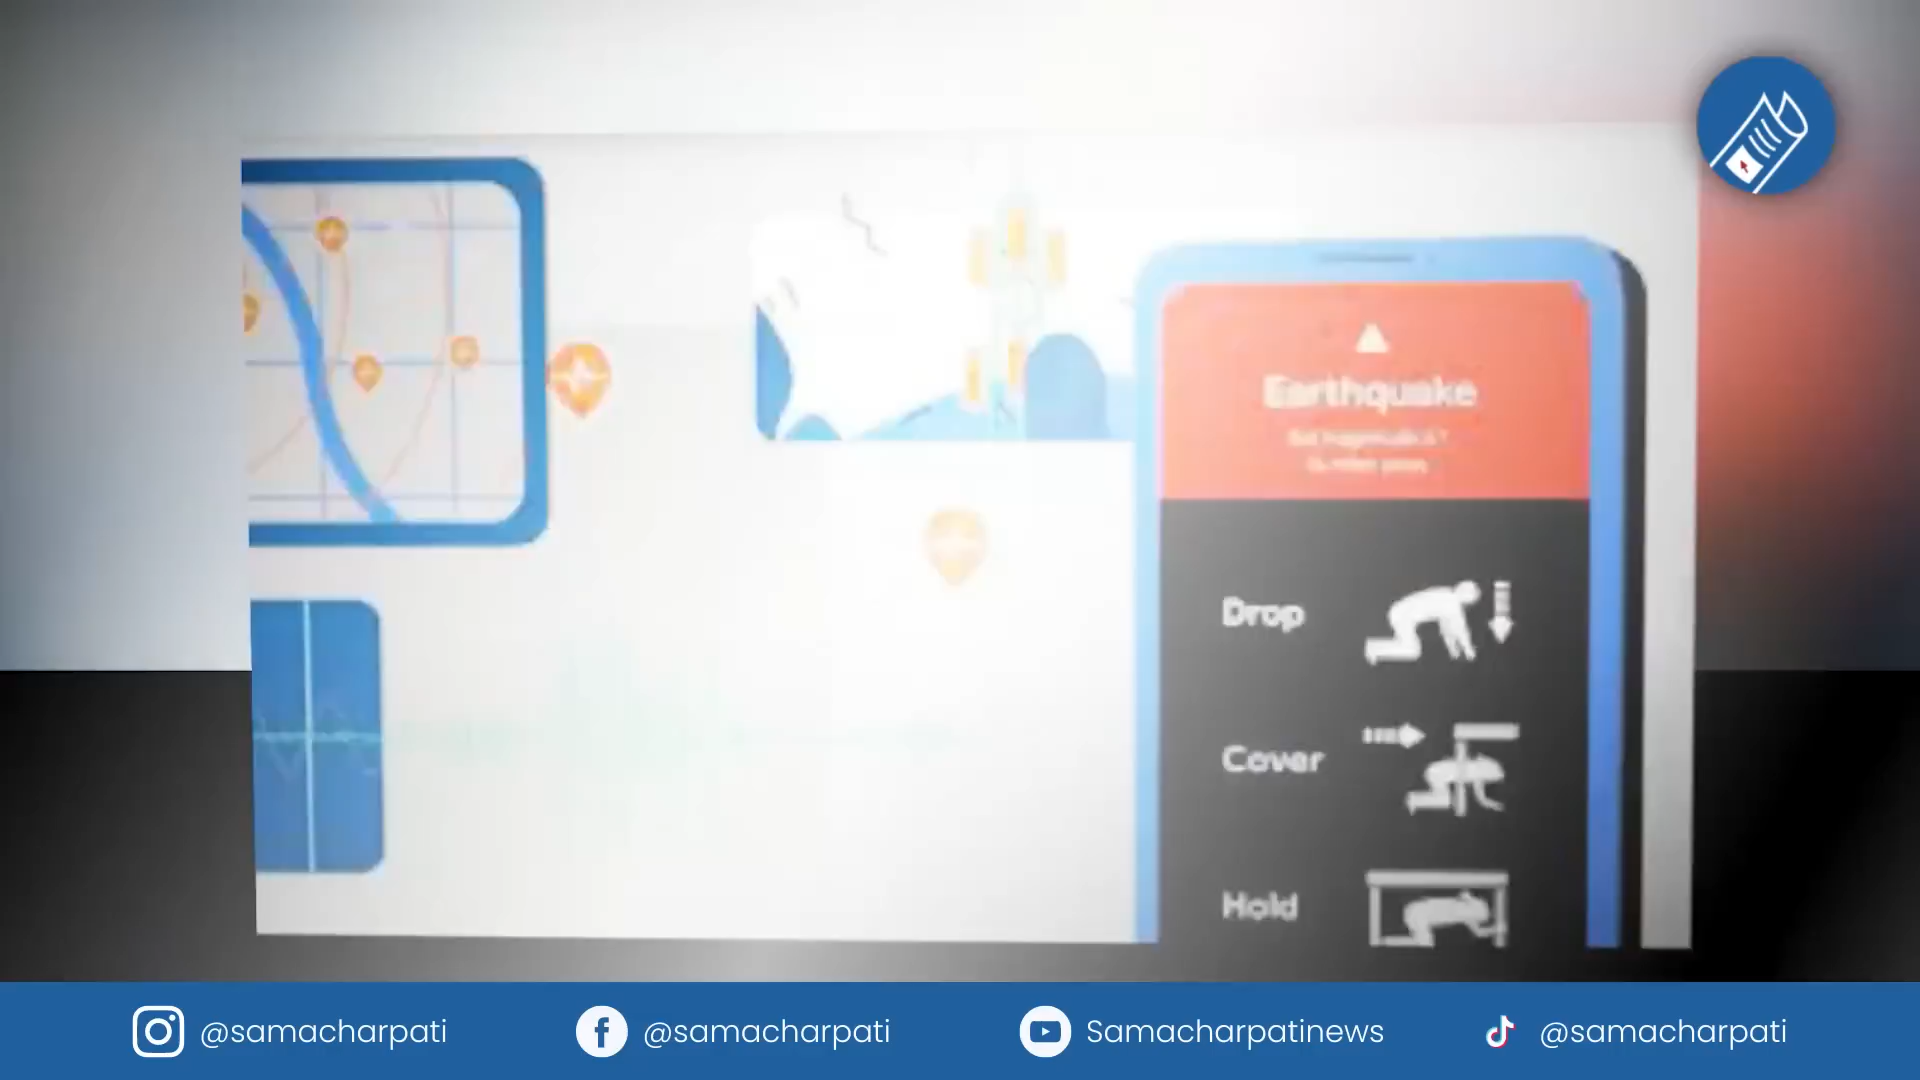 Earthquake
Drop
Cover
Hold
@samacharpati
@samacharpati
Samacharpatinews
@samacharpati